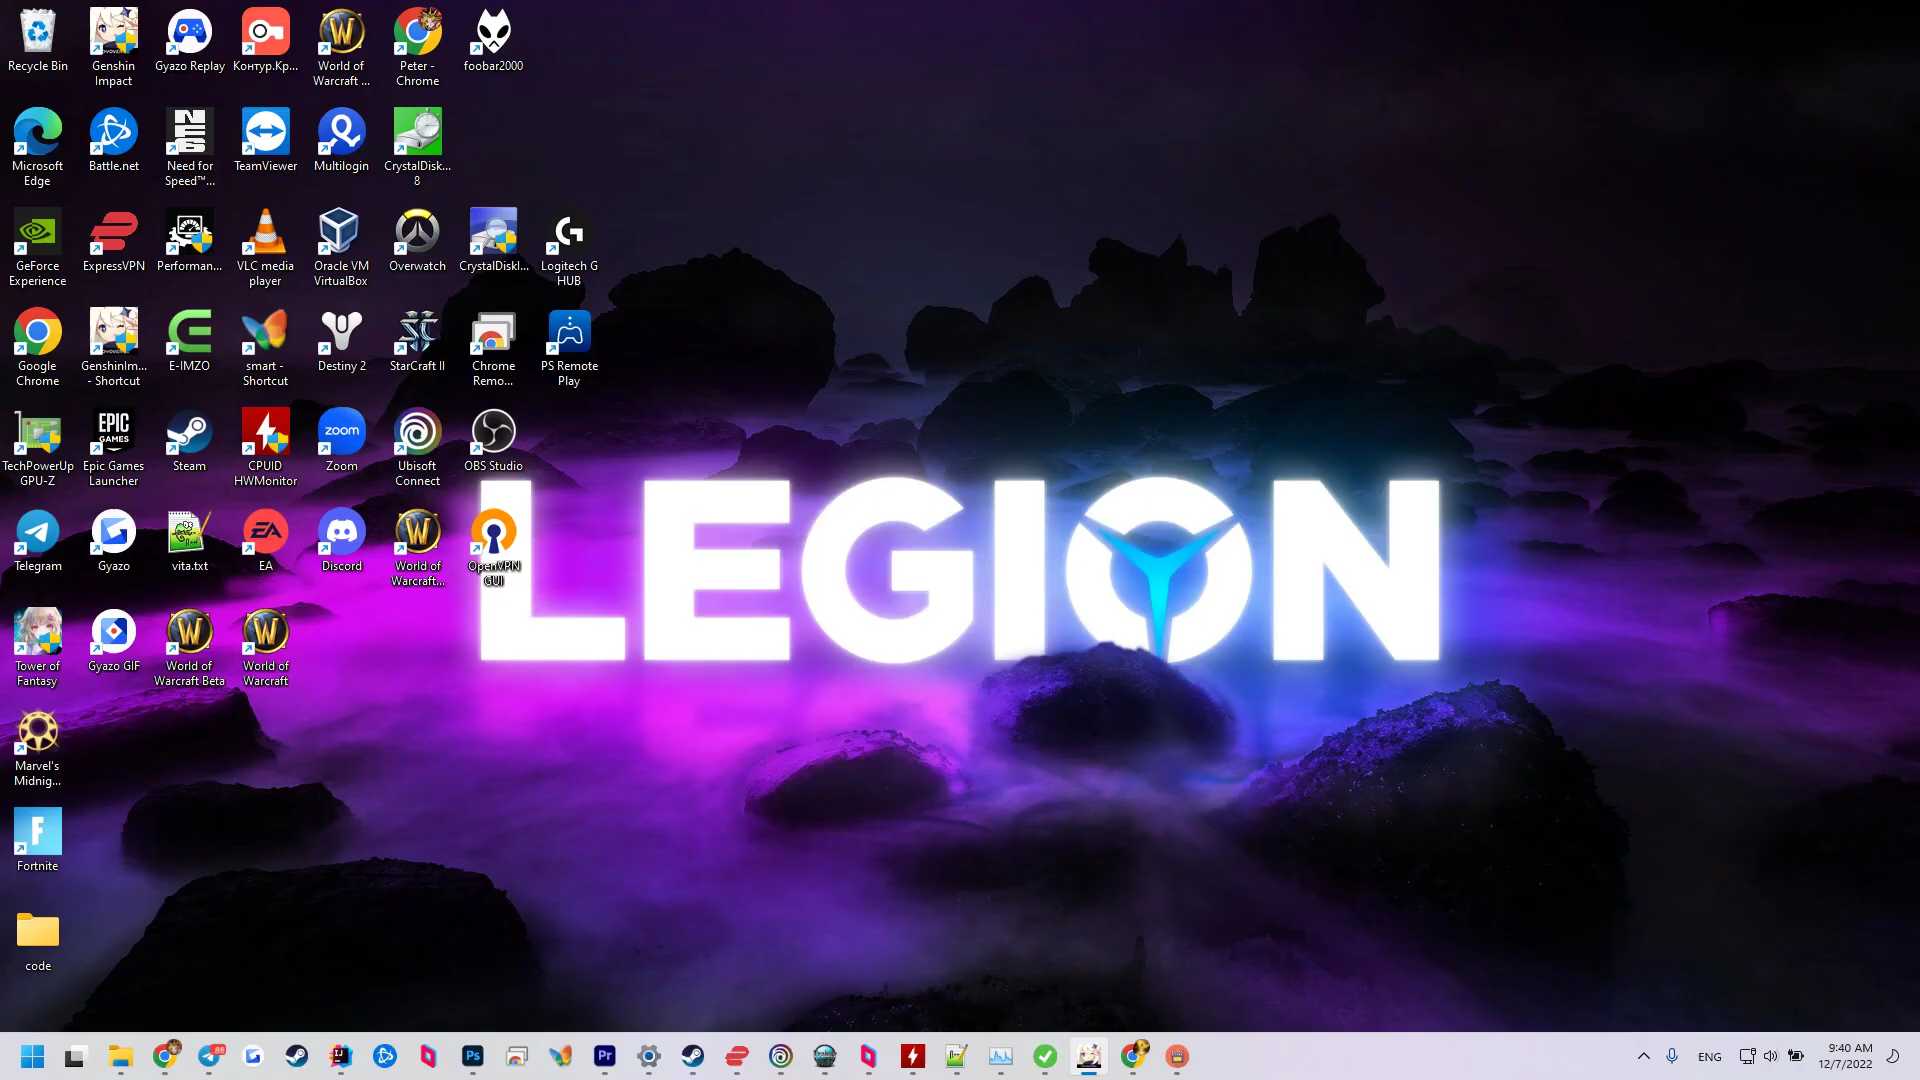 Recycle Bin
Genshin
Impact
Gyazo Replay
Контур.Кр...
World of
Warcraft ...
Peter -
Chrome
foobar2000
Microsoft
Edge
Battle.net
Need for
Speed™...
TeamViewer
Multilogin
CrystalDisk...
8
GeForce
Experience
ExpressVPN
Performan...
VLC media
player
Oracle VM
VirtualBox
Overwatch
CrystalDiskI...
Logitech G
HUB
Google
Chrome
GenshinIm...
- Shortcut
E-IMZO
smart -
Shortcut
Destiny 2
StarCraft II
Chrome
Remo...
PS Remote
Play
TechPowerUp
GPU-Z
EPIC
GAMES
Epic Games
Launcher
Steam
CPUID
HWMonitor
zoom
Zoom
Ubisoft
Connect
OBS Studio
Telegram
Gyazo
vita.txt
EA
EA
Discord
World of
Warcraft...
OpenVPN
GUI
LEGION
Tower of
Fantasy
Gyazo GIF
World of
Warcraft Beta
World of
Warcraft
Marvel's
Midnig...
F
Fortnite
code
88
IJ
Ps
Pr
ENG
9:40 AM
12/7/2022